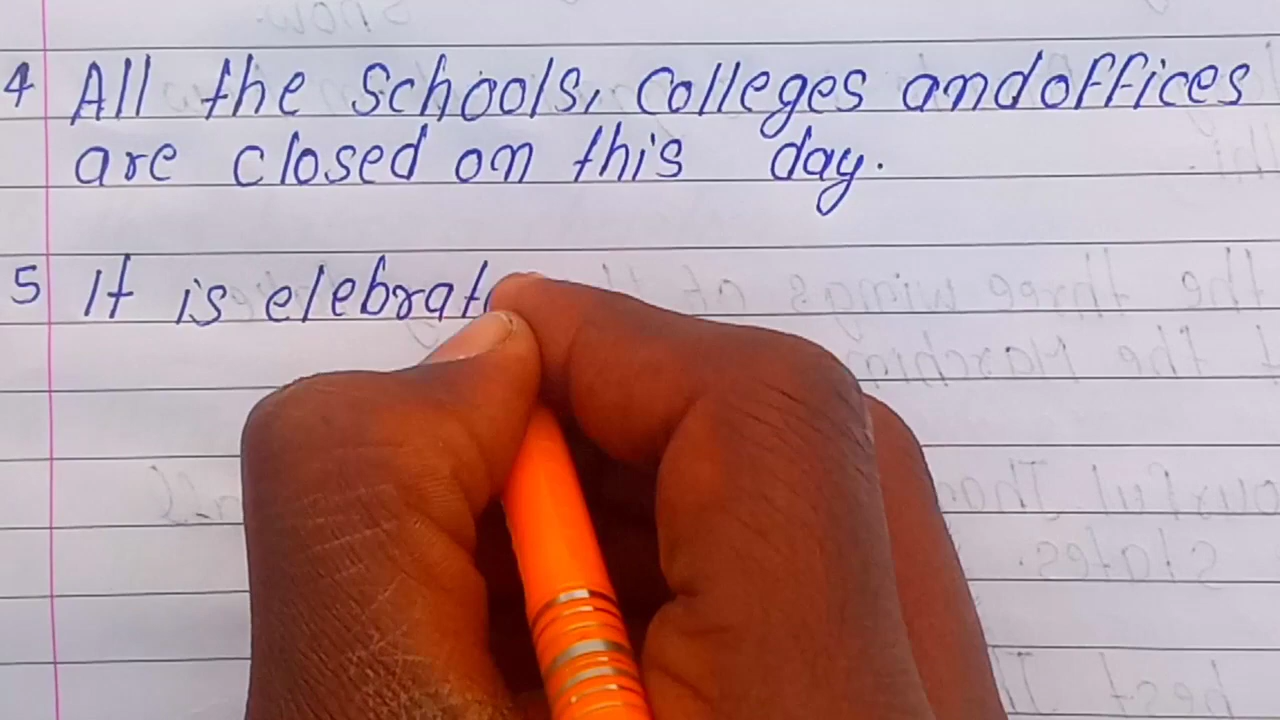 4 All the Schools, Colleges and offices
are closed on this day.
5 It is elebrat